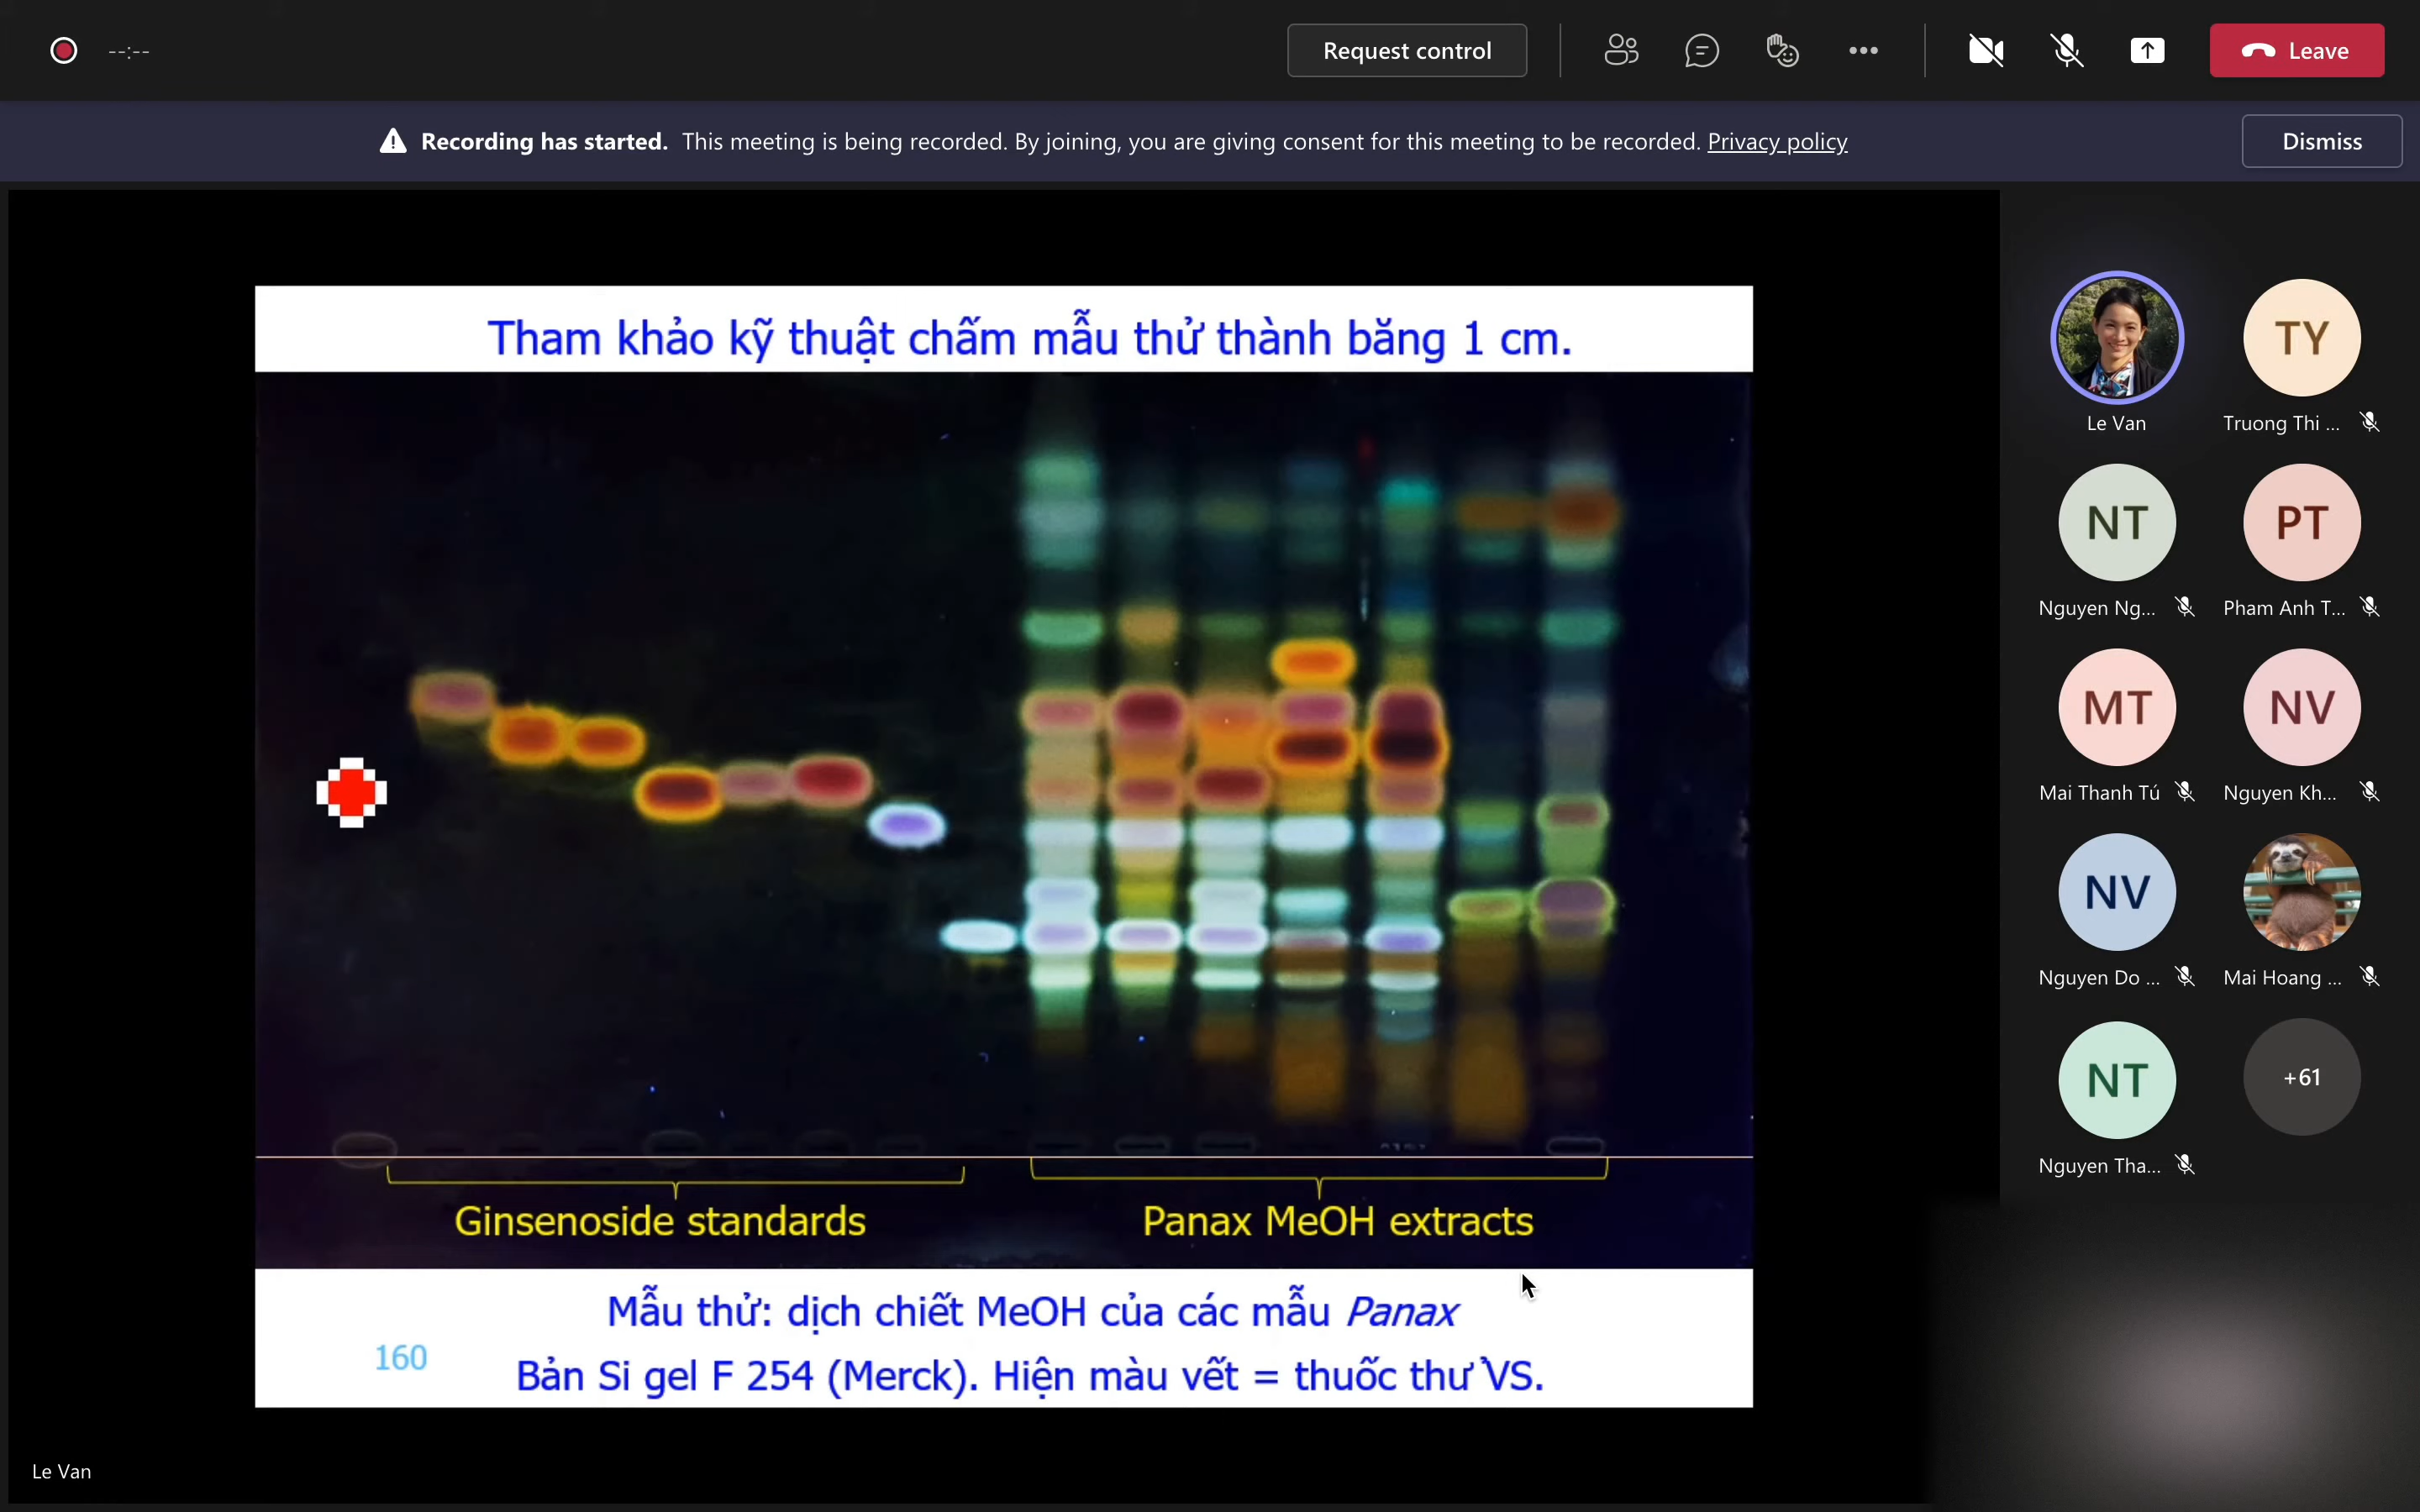 --:--
Request control
Leave
Recording has started. This meeting is being recorded. By joining, you are giving consent for this meeting to be recorded. Privacy policy
Dismiss
Tham khảo kỹ thuật chấm mẫu thử thành băng 1 cm.
Ginsenoside standards
Panax MeOH extracts
Mẫu thử: dịch chiết MeOH của các mẫu Panax
160
Bản Si gel F 254 (Merck). Hiện màu vết = thuốc thử VS.
Le Van
Le Van
TY
Truong Thi ...
NT
Nguyen Ng...
PT
Pham Anh T...
MT
Mai Thanh Tú
NV
Nguyen Kh...
NV
Nguyen Do ...
Mai Hoang ...
NT
Nguyen Tha...
+61